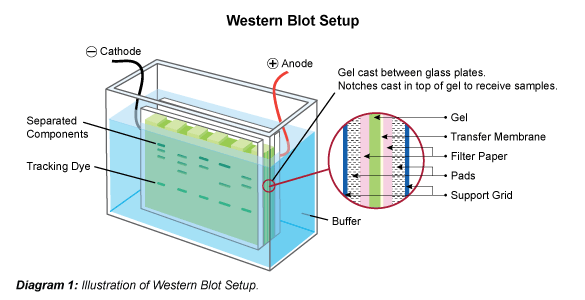 Western Blot Setup
⊖ Cathode
⊕ Anode
Gel cast between glass plates.
Notches cast in top of gel to receive samples.
Separated
Components
Tracking Dye
Gel
Transfer Membrane
Filter Paper
Pads
Support Grid
Buffer
Diagram 1: Illustration of Western Blot Setup.